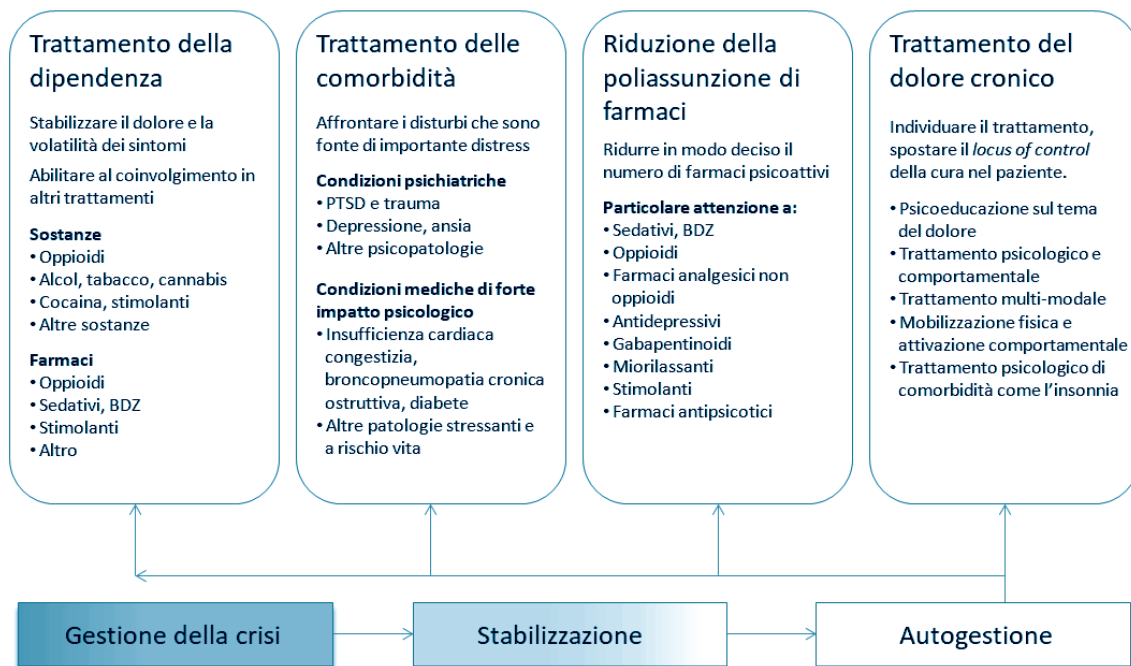 Trattamento della
dipendenza
Stabilizzare il dolore e la
volatilità dei sintomi
Abilitare al coinvolgimento in
altri trattamenti
Sostanze
• Oppioidi
• Alcol, tabacco, cannabis
• Cocaina, stimolanti
• Altre sostanze
Farmaci
• Oppioidi
• Sedativi, BDZ
• Stimolanti
• Altro
Trattamento delle
comorbidità
Affrontare i disturbi che sono
fonte di importante distress
Condizioni psichiatriche
• PTSD e trauma
• Depressione, ansia
• Altre psicopatologie
Condizioni mediche di forte
impatto psicologico
• Insufficienza cardiaca
congestizia,
broncopneumopatia cronica
ostruttiva, diabete
• Altre patologie stressanti e
a rischio vita
Riduzione della
poliassunzione di
farmaci
Ridurre in modo deciso il
numero di farmaci psicoattivi
Particolare attenzione a:
• Sedativi, BDZ
• Oppioidi
• Farmaci analgesici non
oppioidi
• Antidepressivi
• Gabapentinoidi
• Miorilassanti
• Stimolanti
• Farmaci antipsicotici
Trattamento del
dolore cronico
Individuare il trattamento,
spostare il locus of control
della cura nel paziente.
• Psicoeducazione sul tema
del dolore
• Trattamento psicologico e
comportamentale
• Trattamento multi-modale
• Mobilizzazione fisica e
attivazione comportamentale
• Trattamento psicologico di
comorbidità come l'insonnia
Gestione della crisi
Stabilizzazione
Autogestione